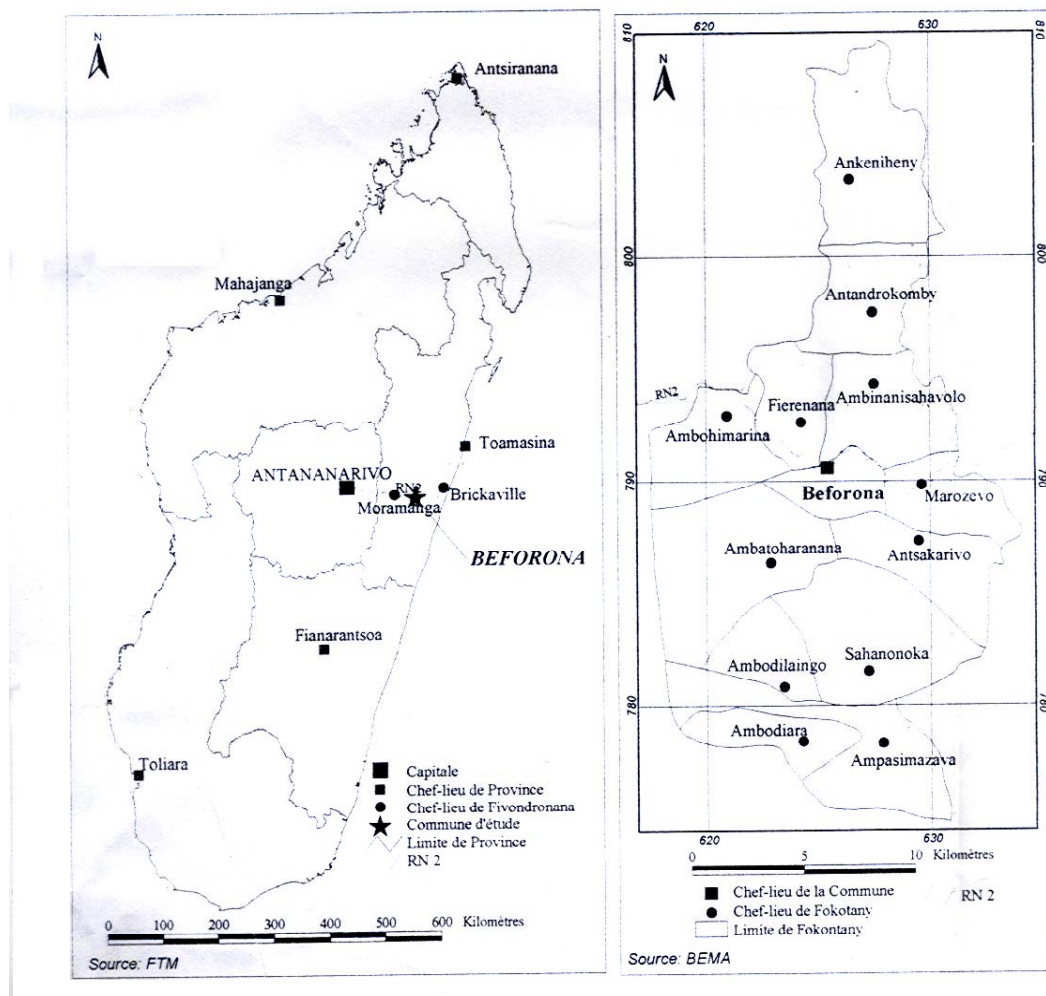 N
Antsiranana
Mahajanga
Toamasina
ANTANANARIVO
RN2
Moramanga
Brickaville
BEFORONA
Fianarantsoa
Toliara
Capitale
Chef-lieu de Province
Chef-lieu de Fivondronana
Commune d'étude
Limite de Province
RN 2
0 100 200 300 400 500 600 Kilomètres
Source: FTM
620 630
810 810
N
Ankeniheny
800 800
Antandrokomby
Ambinanisahavolo
RN2
Fierenana
Ambohimarina
790 790
Beforona
Marozevo
Antsakarivo
Ambatoharanana
Sahanonoka
Ambodilaingo
780 780
Ambodiara
Ampasimazava
620 630
0 5 10 Kilomètres
Chef-lieu de la Commune
RN 2
Chef-lieu de Fokotany
Limite de Fokontany
Source: BEMA